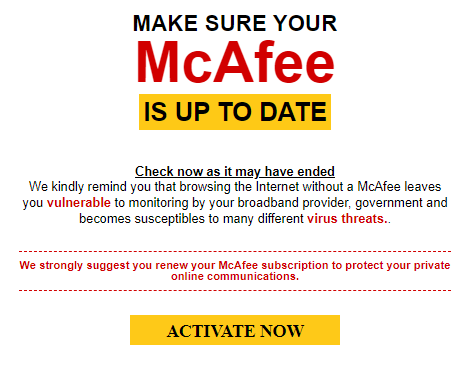 MAKE SURE YOUR
McAfee
IS UP TO DATE
Check now as it may have ended
We kindly remind you that browsing the Internet without a McAfee leaves
you vulnerable to monitoring by your broadband provider, government and
becomes susceptibles to many different virus threats..
We strongly suggest you renew your McAfee subscription to protect your private
online communications.
ACTIVATE NOW